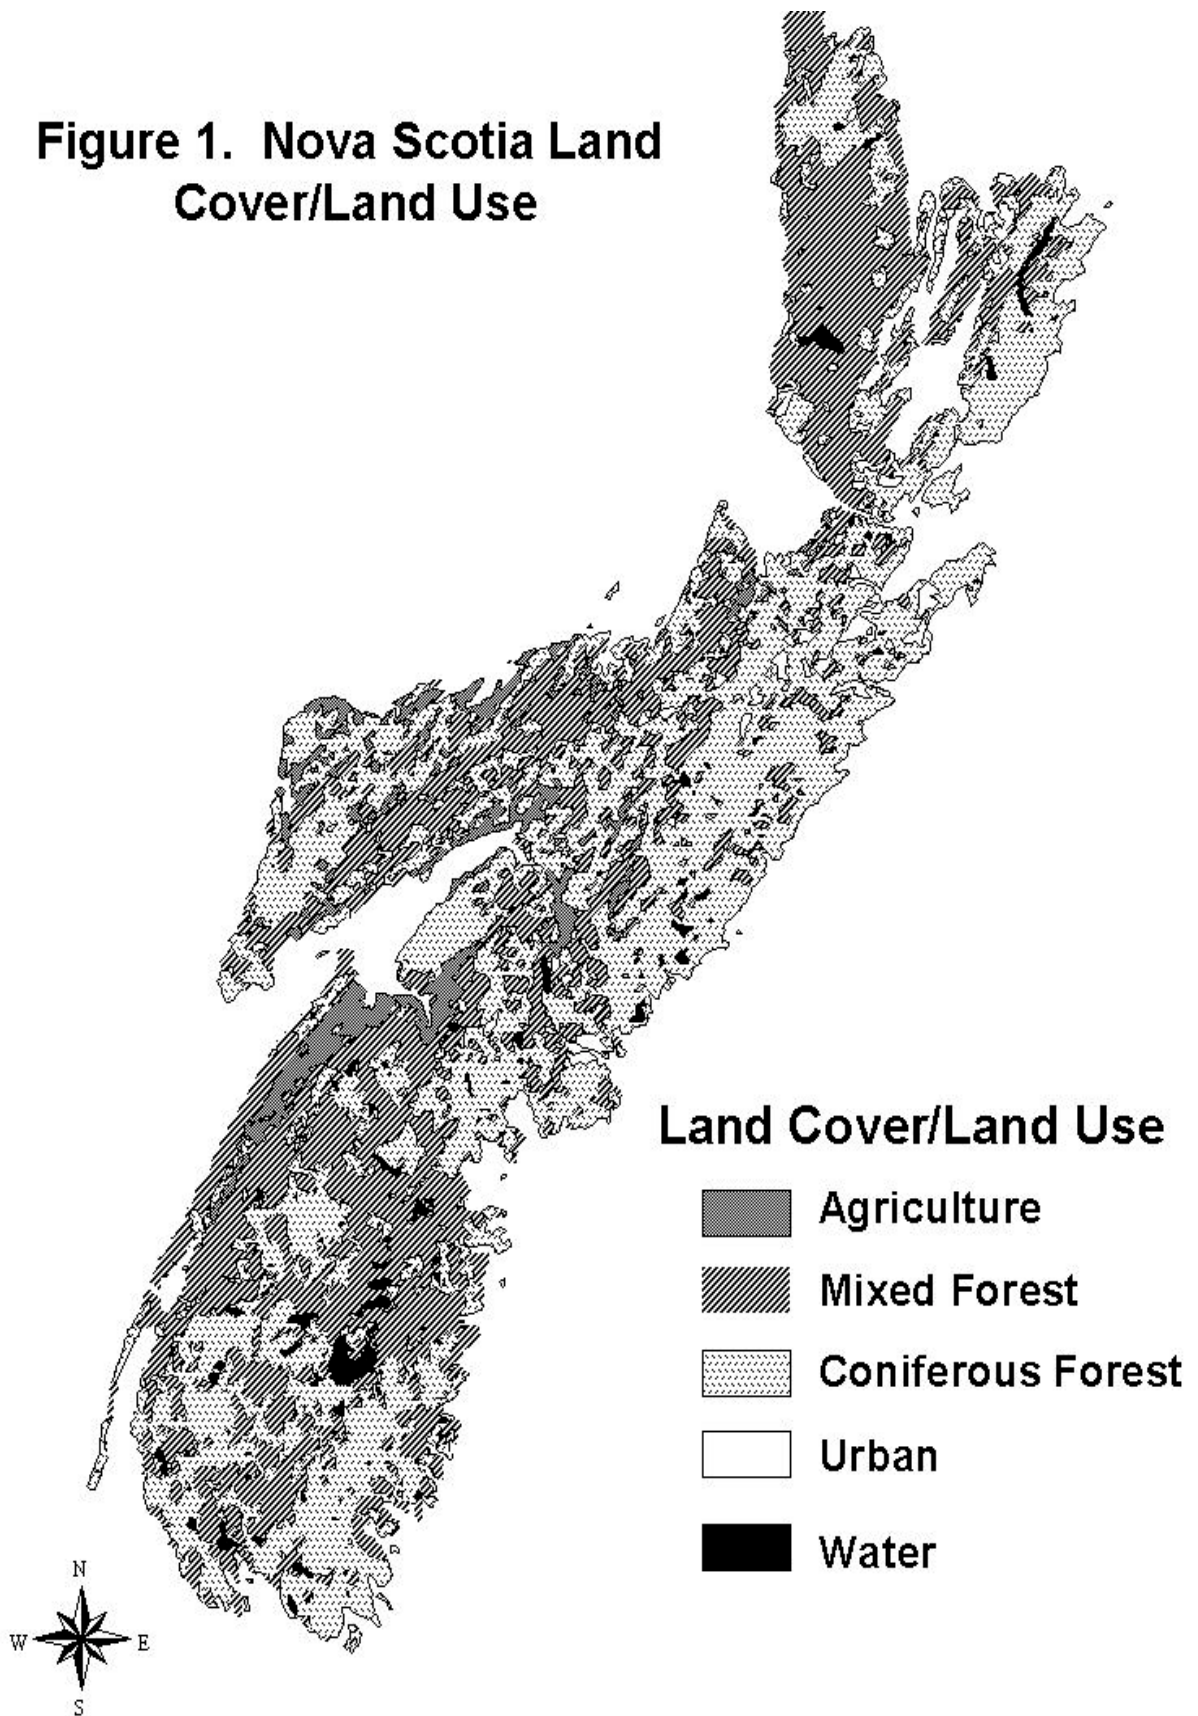 Figure 1.  Nova Scotia Land
Cover/Land Use
Land Cover/Land Use
Agriculture
Mixed Forest
Coniferous Forest
Urban
Water
N
W
E
S